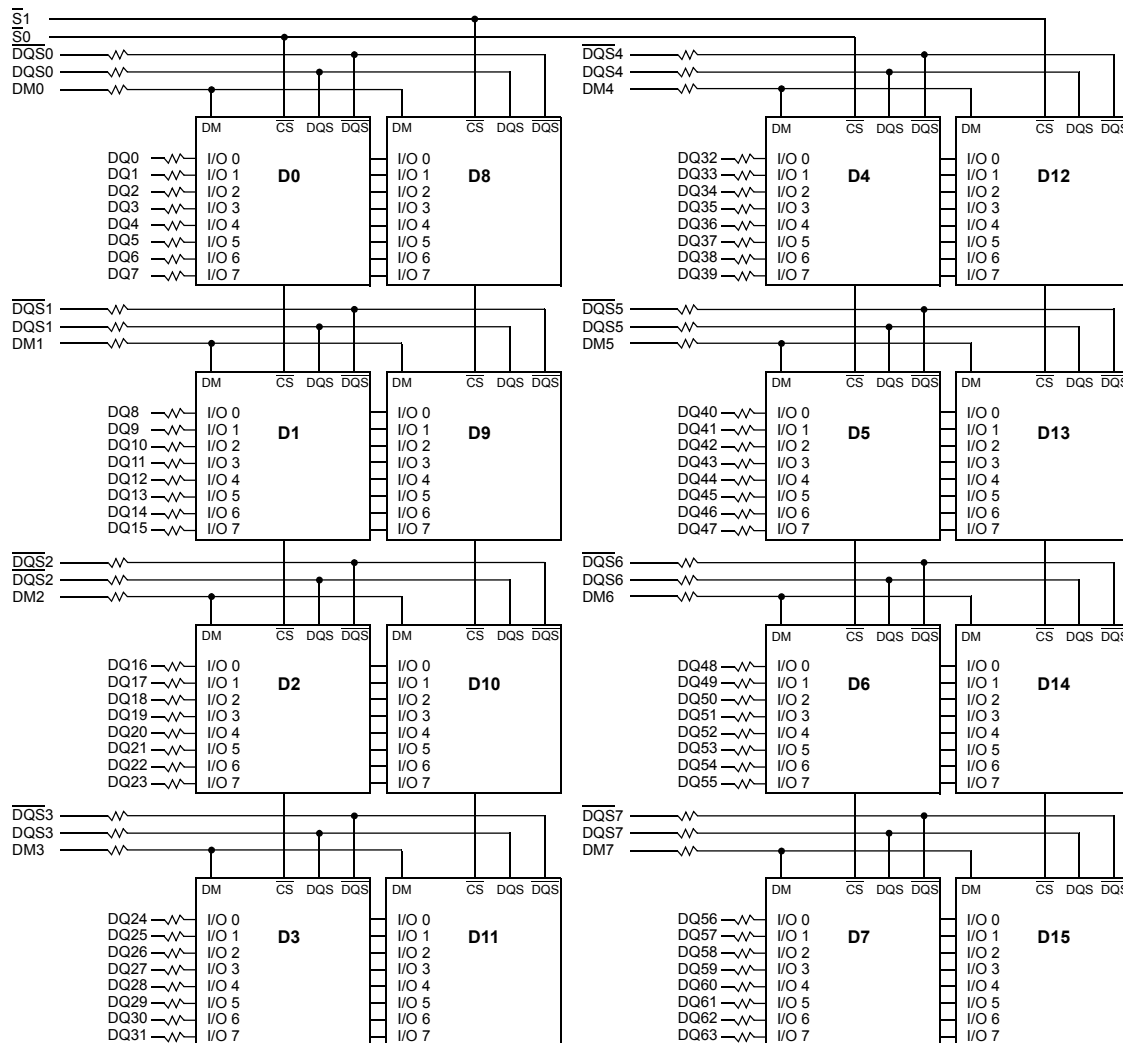 S1
S0
DQS0
DQS0
DM0
DM CS DQS DQS DM CS DQS DQS
DQ0 I/O 0 I/O 0
DQ1 I/O 1 D0 I/O 1 D8
DQ2 I/O 2 I/O 2
DQ3 I/O 3 I/O 3
DQ4 I/O 4 I/O 4
DQ5 I/O 5 I/O 5
DQ6 I/O 6 I/O 6
DQ7 I/O 7 I/O 7
DQS1
DQS1
DM1
DM CS DQS DQS DM CS DQS DQS
DQ8 I/O 0 I/O 0
DQ9 I/O 1 D1 I/O 1 D9
DQ10 I/O 2 I/O 2
DQ11 I/O 3 I/O 3
DQ12 I/O 4 I/O 4
DQ13 I/O 5 I/O 5
DQ14 I/O 6 I/O 6
DQ15 I/O 7 I/O 7
DQS2
DQS2
DM2
DM CS DQS DQS DM CS DQS DQS
DQ16 I/O 0 I/O 0
DQ17 I/O 1 D2 I/O 1 D10
DQ18 I/O 2 I/O 2
DQ19 I/O 3 I/O 3
DQ20 I/O 4 I/O 4
DQ21 I/O 5 I/O 5
DQ22 I/O 6 I/O 6
DQ23 I/O 7 I/O 7
DQS3
DQS3
DM3
DM CS DQS DQS DM CS DQS DQS
DQ24 I/O 0 I/O 0
DQ25 I/O 1 D3 I/O 1 D11
DQ26 I/O 2 I/O 2
DQ27 I/O 3 I/O 3
DQ28 I/O 4 I/O 4
DQ29 I/O 5 I/O 5
DQ30 I/O 6 I/O 6
DQ31 I/O 7 I/O 7
DQS4
DQS4
DM4
DM CS DQS DQS DM CS DQS DQS
DQ32 I/O 0 I/O 0
DQ33 I/O 1 D4 I/O 1 D12
DQ34 I/O 2 I/O 2
DQ35 I/O 3 I/O 3
DQ36 I/O 4 I/O 4
DQ37 I/O 5 I/O 5
DQ38 I/O 6 I/O 6
DQ39 I/O 7 I/O 7
DQS5
DQS5
DM5
DM CS DQS DQS DM CS DQS DQS
DQ40 I/O 0 I/O 0
DQ41 I/O 1 D5 I/O 1 D13
DQ42 I/O 2 I/O 2
DQ43 I/O 3 I/O 3
DQ44 I/O 4 I/O 4
DQ45 I/O 5 I/O 5
DQ46 I/O 6 I/O 6
DQ47 I/O 7 I/O 7
DQS6
DQS6
DM6
DM CS DQS DQS DM CS DQS DQS
DQ48 I/O 0 I/O 0
DQ49 I/O 1 D6 I/O 1 D14
DQ50 I/O 2 I/O 2
DQ51 I/O 3 I/O 3
DQ52 I/O 4 I/O 4
DQ53 I/O 5 I/O 5
DQ54 I/O 6 I/O 6
DQ55 I/O 7 I/O 7
DQS7
DQS7
DM7
DM CS DQS DQS DM CS DQS DQS
DQ56 I/O 0 I/O 0
DQ57 I/O 1 D7 I/O 1 D15
DQ58 I/O 2 I/O 2
DQ59 I/O 3 I/O 3
DQ60 I/O 4 I/O 4
DQ61 I/O 5 I/O 5
DQ62 I/O 6 I/O 6
DQ63 I/O 7 I/O 7